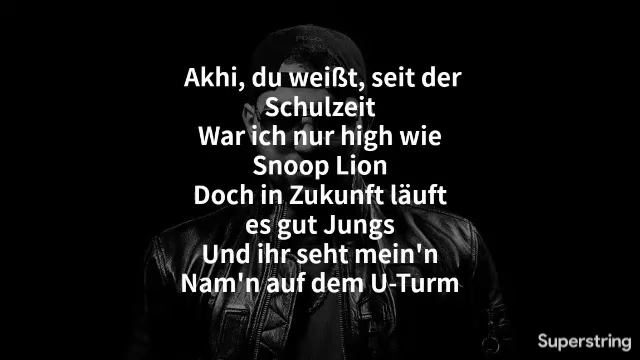 Akhi, du weißt, seit der
Schulzeit
War ich nur high wie
Snoop Lion
Doch in Zukunft läuft
es gut Jungs
Und ihr seht mein'n
Nam'n auf dem U-Turm
Superstring